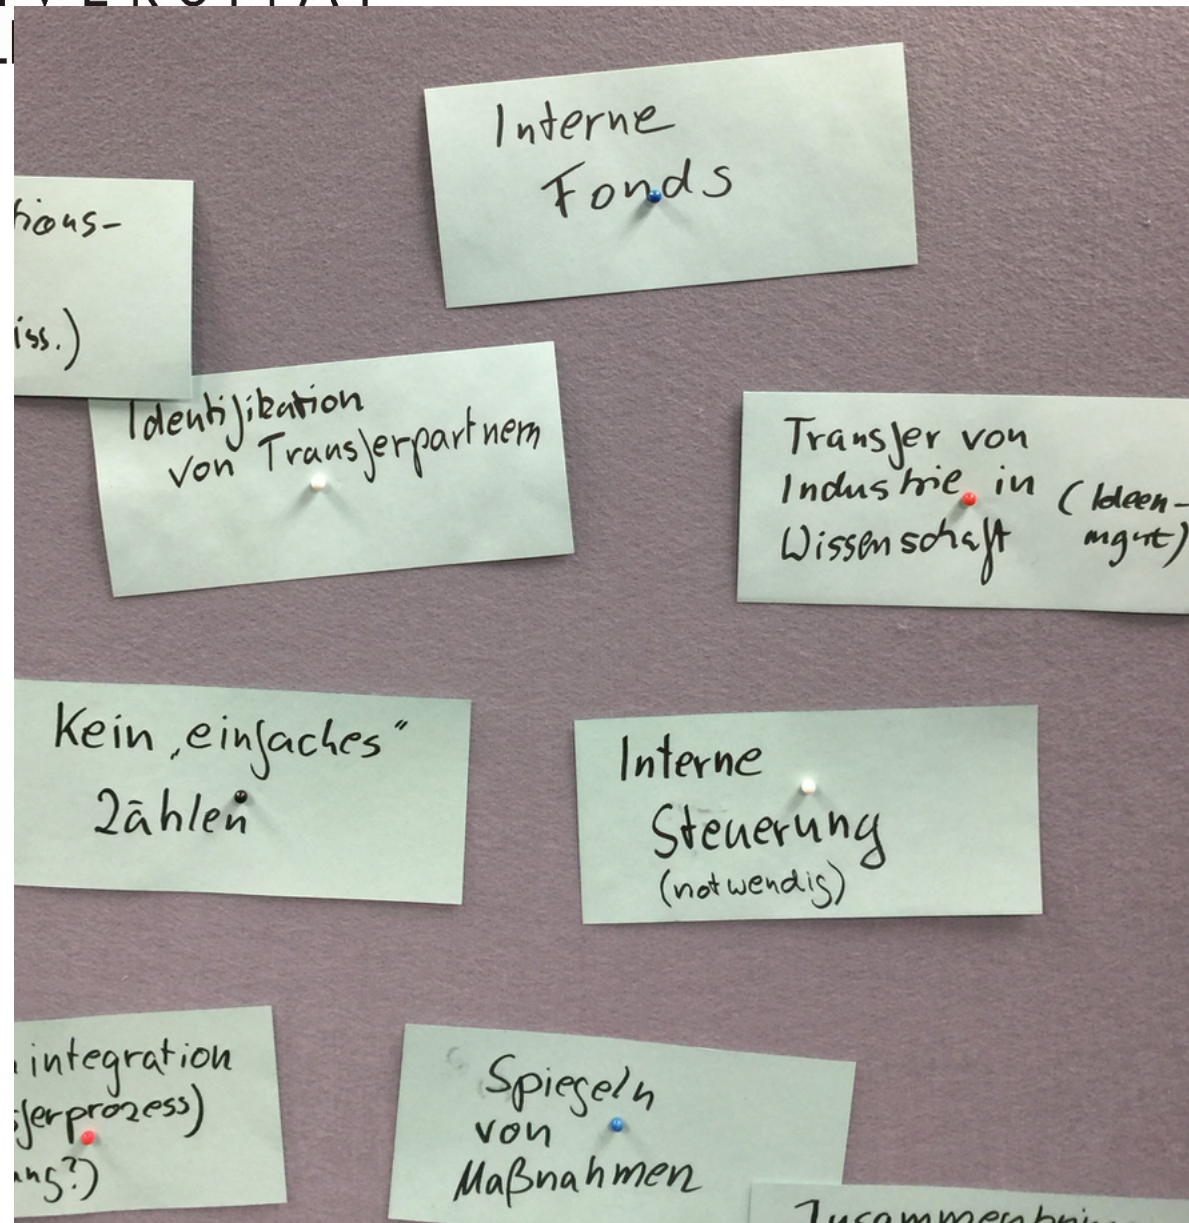 Interne
Fonds
iss.)
Identifikation
von Transferpartnern
Transfer von
Industrie in (Ideen-
Wissenschaft mgmt)
Kein „einfaches“
Zählen
Interne
Steuerung
(notwendig)
integration
sferprozess)
Spiegeln
von
Maßnahmen